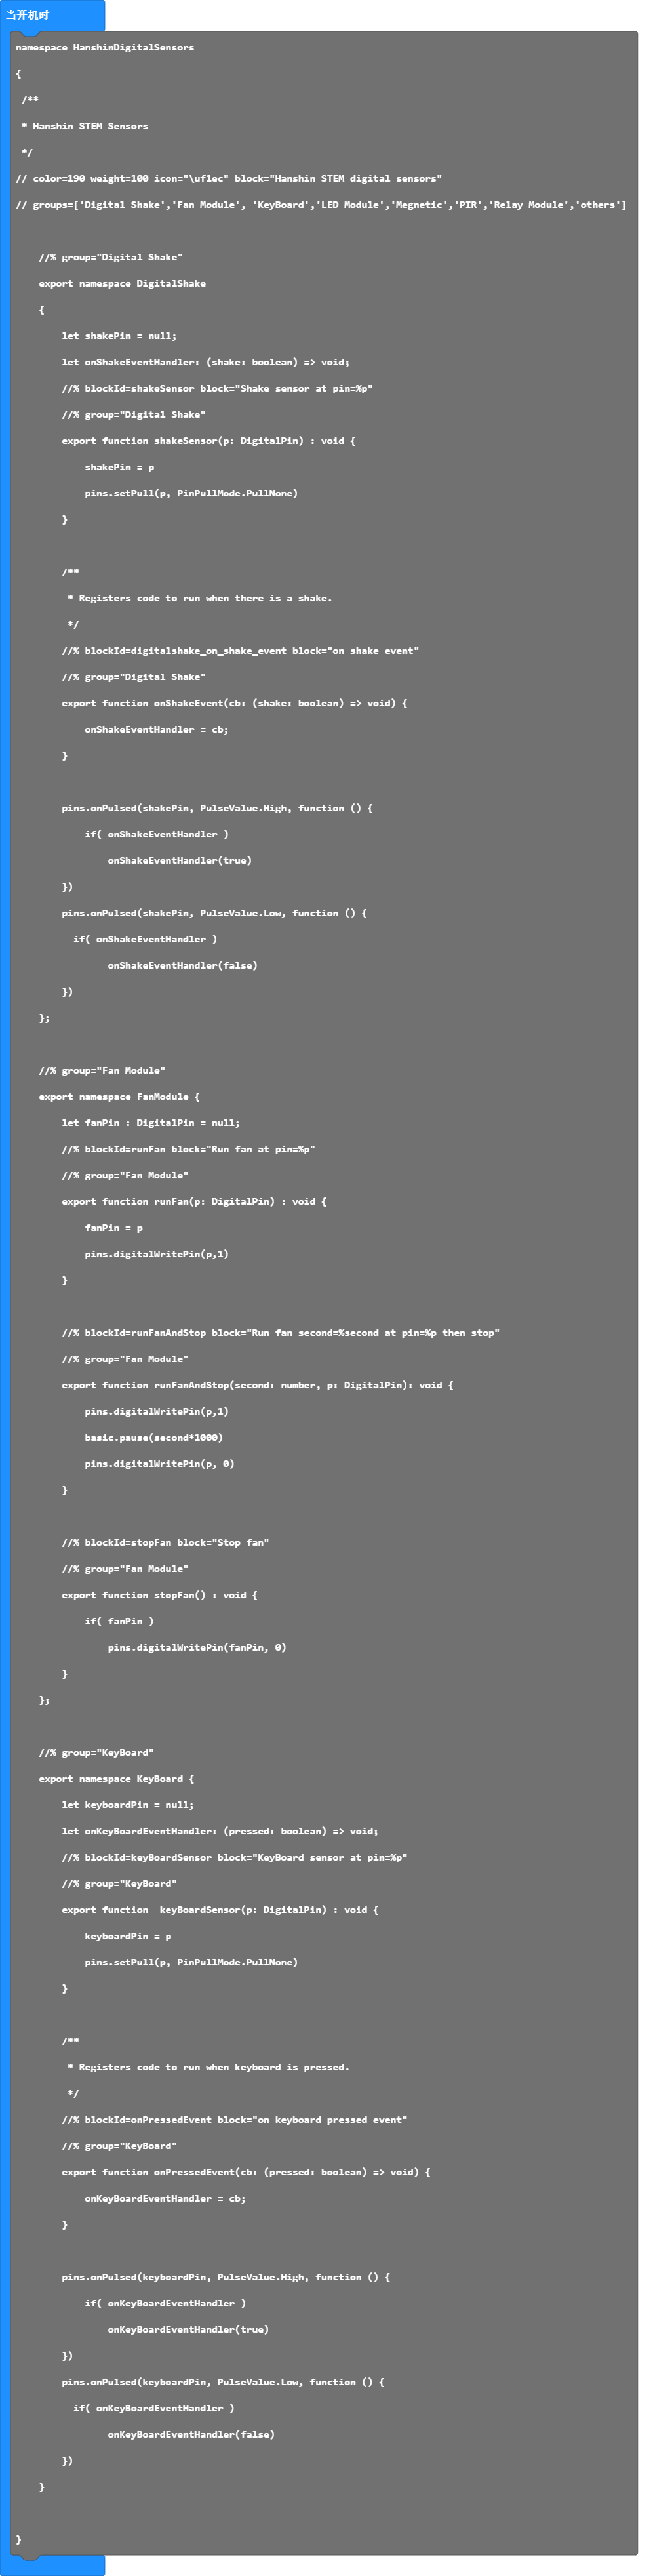 当开机时
namespace HanshinDigitalSensors
{
/**
* Hanshin STEM Sensors
*/
// color=190 weight=100 icon="\uf1ec" block="Hanshin STEM digital sensors"
// groups=['Digital Shake','Fan Module', 'KeyBoard','LED Module','Megnetic','PIR','Relay Module','others']
//% group="Digital Shake"
export namespace DigitalShake
{
let shakePin = null;
let onShakeEventHandler: (shake: boolean) => void;
//% blockId=shakeSensor block="Shake sensor at pin=%p"
//% group="Digital Shake"
export function shakeSensor(p: DigitalPin) : void {
shakePin = p
pins.setPull(p, PinPullMode.PullNone)
}
/**
* Registers code to run when there is a shake.
*/
//% blockId=digitalshake_on_shake_event block="on shake event"
//% group="Digital Shake"
export function onShakeEvent(cb: (shake: boolean) => void) {
onShakeEventHandler = cb;
}
pins.onPulsed(shakePin, PulseValue.High, function () {
if( onShakeEventHandler )
onShakeEventHandler(true)
})
pins.onPulsed(shakePin, PulseValue.Low, function () {
if( onShakeEventHandler )
onShakeEventHandler(false)
})
};
//% group="Fan Module"
export namespace FanModule {
let fanPin : DigitalPin = null;
//% blockId=runFan block="Run fan at pin=%p"
//% group="Fan Module"
export function runFan(p: DigitalPin) : void {
fanPin = p
pins.digitalWritePin(p,1)
}
//% blockId=runFanAndStop block="Run fan second=%second at pin=%p then stop"
//% group="Fan Module"
export function runFanAndStop(second: number, p: DigitalPin): void {
pins.digitalWritePin(p,1)
basic.pause(second*1000)
pins.digitalWritePin(p, 0)
}
//% blockId=stopFan block="Stop fan"
//% group="Fan Module"
export function stopFan() : void {
if( fanPin )
pins.digitalWritePin(fanPin, 0)
}
};
//% group="KeyBoard"
export namespace KeyBoard {
let keyboardPin = null;
let onKeyBoardEventHandler: (pressed: boolean) => void;
//% blockId=keyBoardSensor block="KeyBoard sensor at pin=%p"
//% group="KeyBoard"
export function  keyBoardSensor(p: DigitalPin) : void {
keyboardPin = p
pins.setPull(p, PinPullMode.PullNone)
}
/**
* Registers code to run when keyboard is pressed.
*/
//% blockId=onPressedEvent block="on keyboard pressed event"
//% group="KeyBoard"
export function onPressedEvent(cb: (pressed: boolean) => void) {
onKeyBoardEventHandler = cb;
}
pins.onPulsed(keyboardPin, PulseValue.High, function () {
if( onKeyBoardEventHandler )
onKeyBoardEventHandler(true)
})
pins.onPulsed(keyboardPin, PulseValue.Low, function () {
if( onKeyBoardEventHandler )
onKeyBoardEventHandler(false)
})
}
}